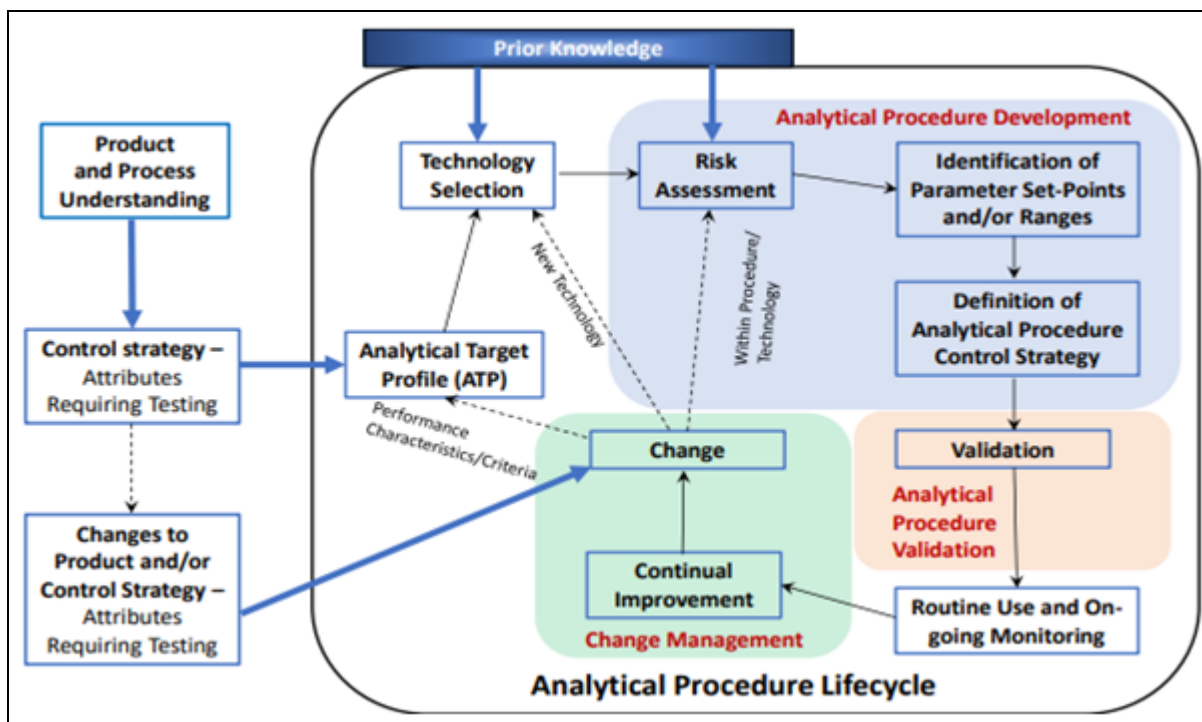 Prior Knowledge
Analytical Procedure Development
Product
and Process
Understanding
Technology
Selection
Risk
Assessment
Identification of
Parameter Set-Points
and/or Ranges
New Technology
Within Procedure/
Technology
Control strategy –
Attributes
Requiring Testing
Analytical Target
Profile (ATP)
Definition of
Analytical Procedure
Control Strategy
Performance
Characteristics/Criteria
Change
Validation
Analytical
Procedure
Validation
Changes to
Product and/or
Control Strategy –
Attributes
Requiring Testing
Continual
Improvement
Change Management
Routine Use and On-
going Monitoring
Analytical Procedure Lifecycle